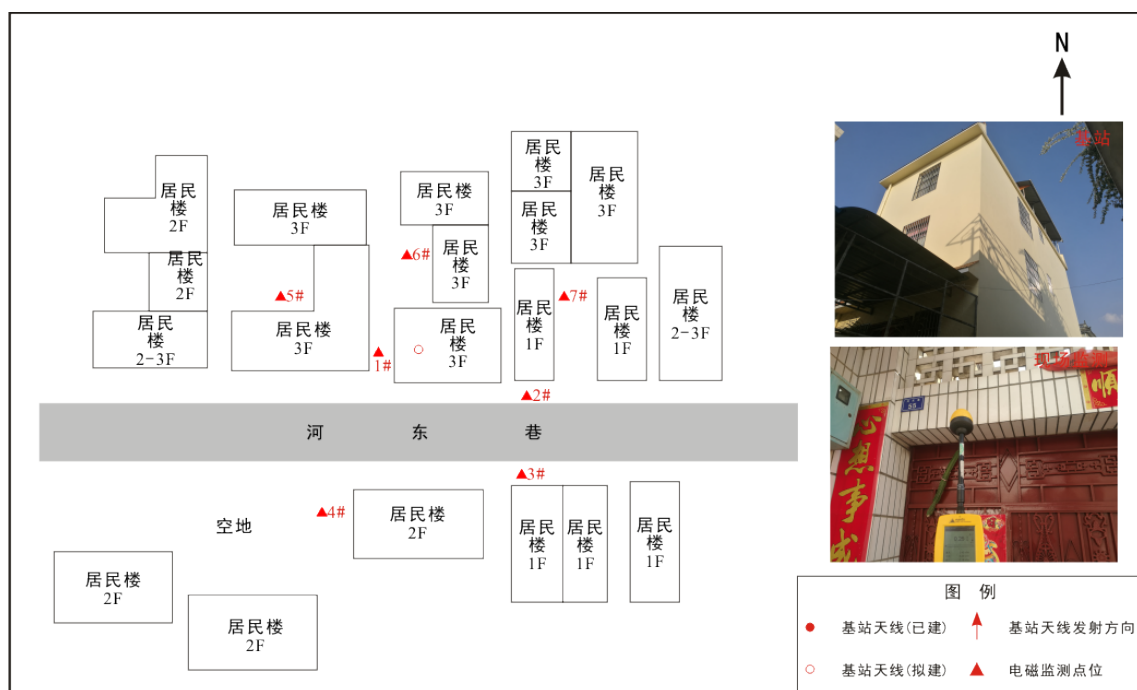 N
基站
居民
楼
3F
居民
楼
3F
居民
楼
2F
居民楼
3F
居民楼
3F
居民
楼
3F
▲6#
居民
楼
3F
居民
楼
2F
▲5#
▲7#
居民
楼
2-3F
居民楼
3F
▲
1#
居民
楼
3F
居民
楼
1F
居民
楼
1F
居民
楼
2-3F
▲2#
现场监测
顺
心
想
事
成
河东巷
▲3#
▲4#
空地
居民楼
2F
居民
楼
1F
居民
楼
1F
居民
楼
1F
居民楼
2F
居民楼
2F
图例
基站天线(已建)
基站天线发射方向
基站天线(拟建)
电磁监测点位